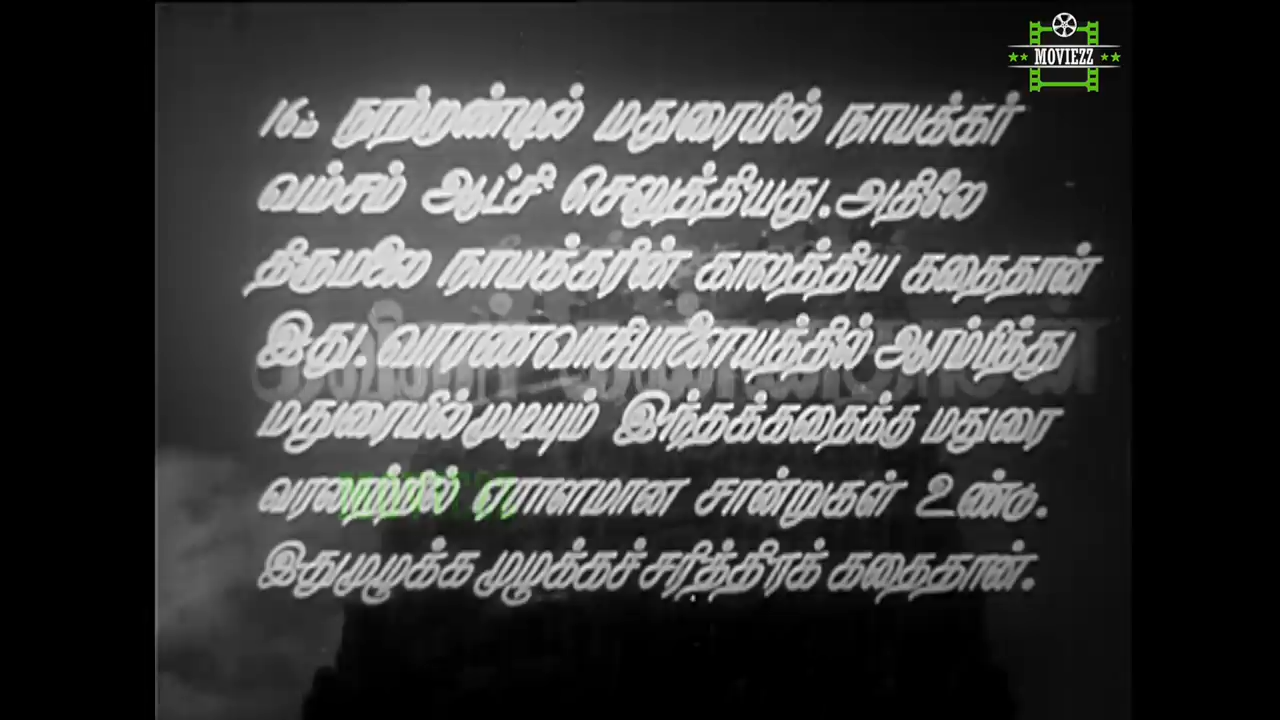 MOVIEZZ
16ம் நூற்றாண்டில் மதுரையில் நாயக்கர்
வம்சம் ஆட்சி செலுத்தியது. அதிலே
திருமலை நாயக்கரின் காலத்திய கதைதான்
இது. வாரணவாசிபாளையத்தில் ஆரம்பித்து
மதுரையில் முடியும் இந்தக்கதைக்கு மதுரை
வரலாற்றில் ஏராளமான சான்றுகள் உண்டு.
இது முழுக்க முழுக்கச் சரித்திரக் கதைதான்.